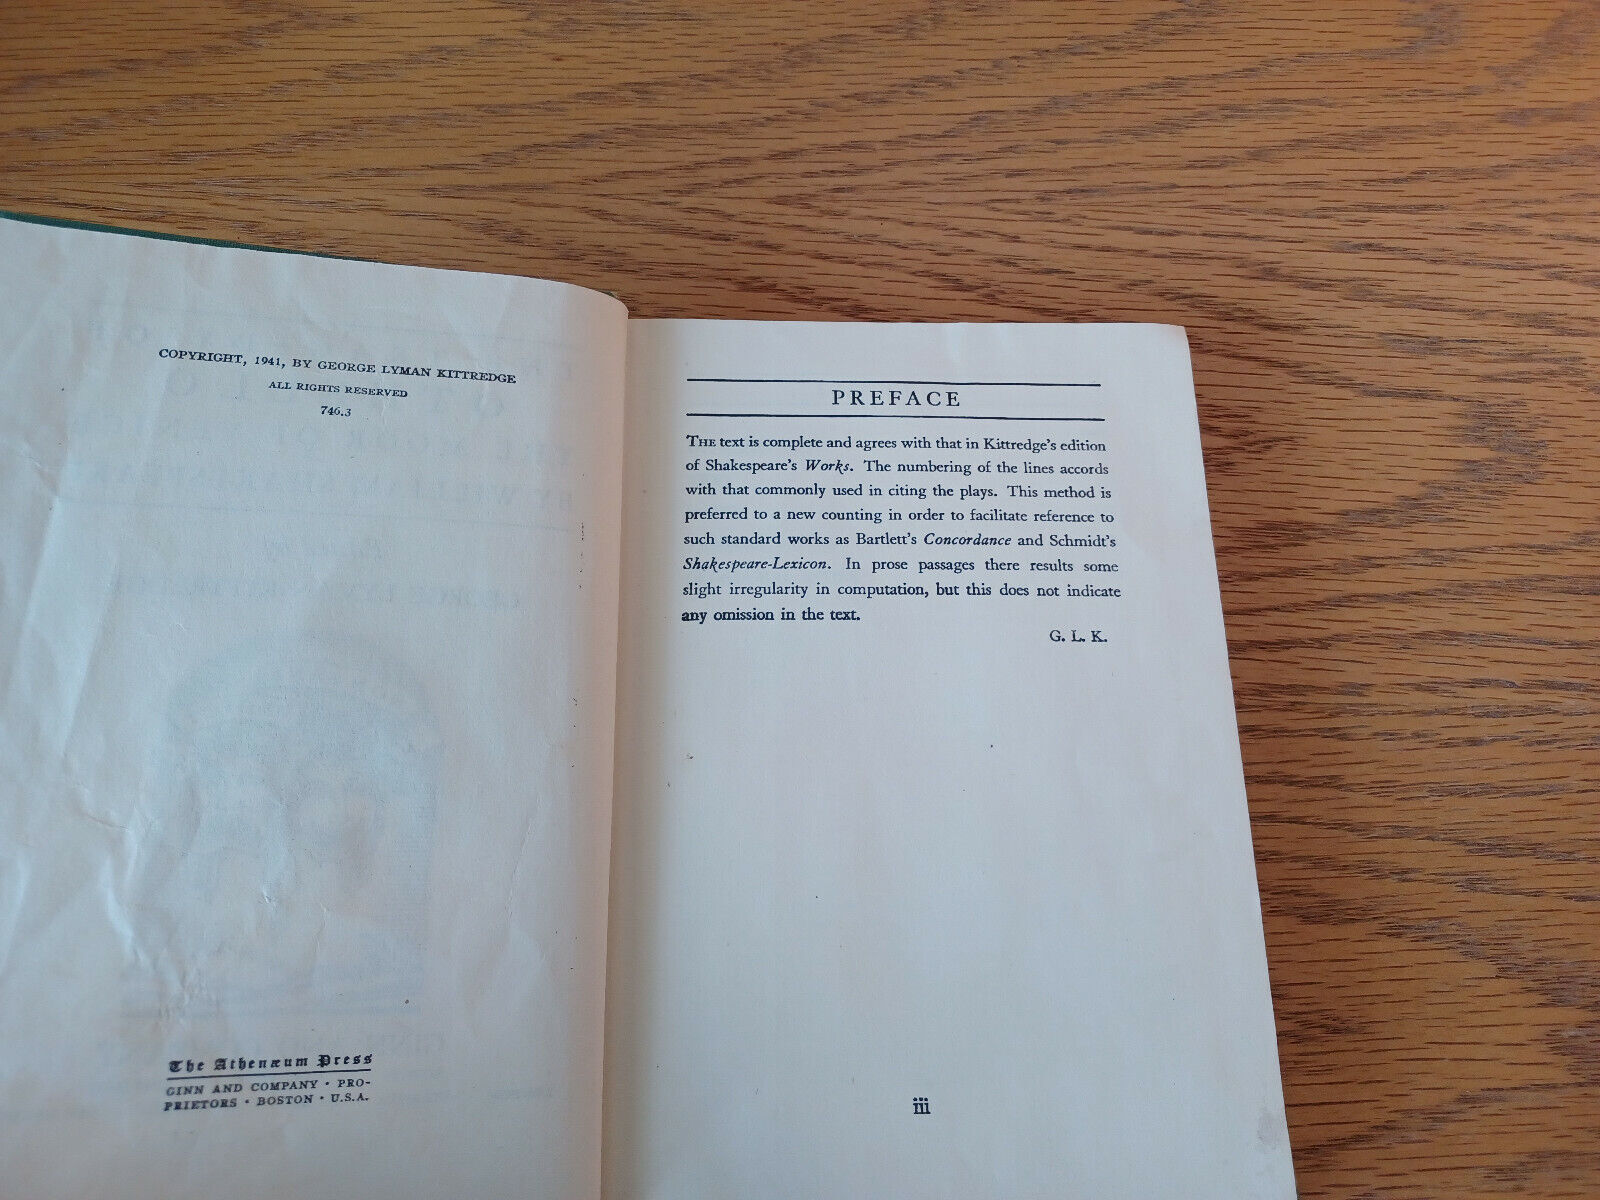 COPYRIGHT, 1941, BY GEORGE LYMAN KITTREDGE
ALL RIGHTS RESERVED
746.3
The Athenæum Press
GINN AND COMPANY · PRO-
PRIETORS · BOSTON · U.S.A.
PREFACE
THE text is complete and agrees with that in Kittredge's edition
of Shakespeare's Works. The numbering of the lines accords
with that commonly used in citing the plays. This method is
preferred to a new counting in order to facilitate reference to
such standard works as Bartlett's Concordance and Schmidt's
Shakespeare-Lexicon. In prose passages there results some
slight irregularity in computation, but this does not indicate
any omission in the text.
G. L. K.
iii